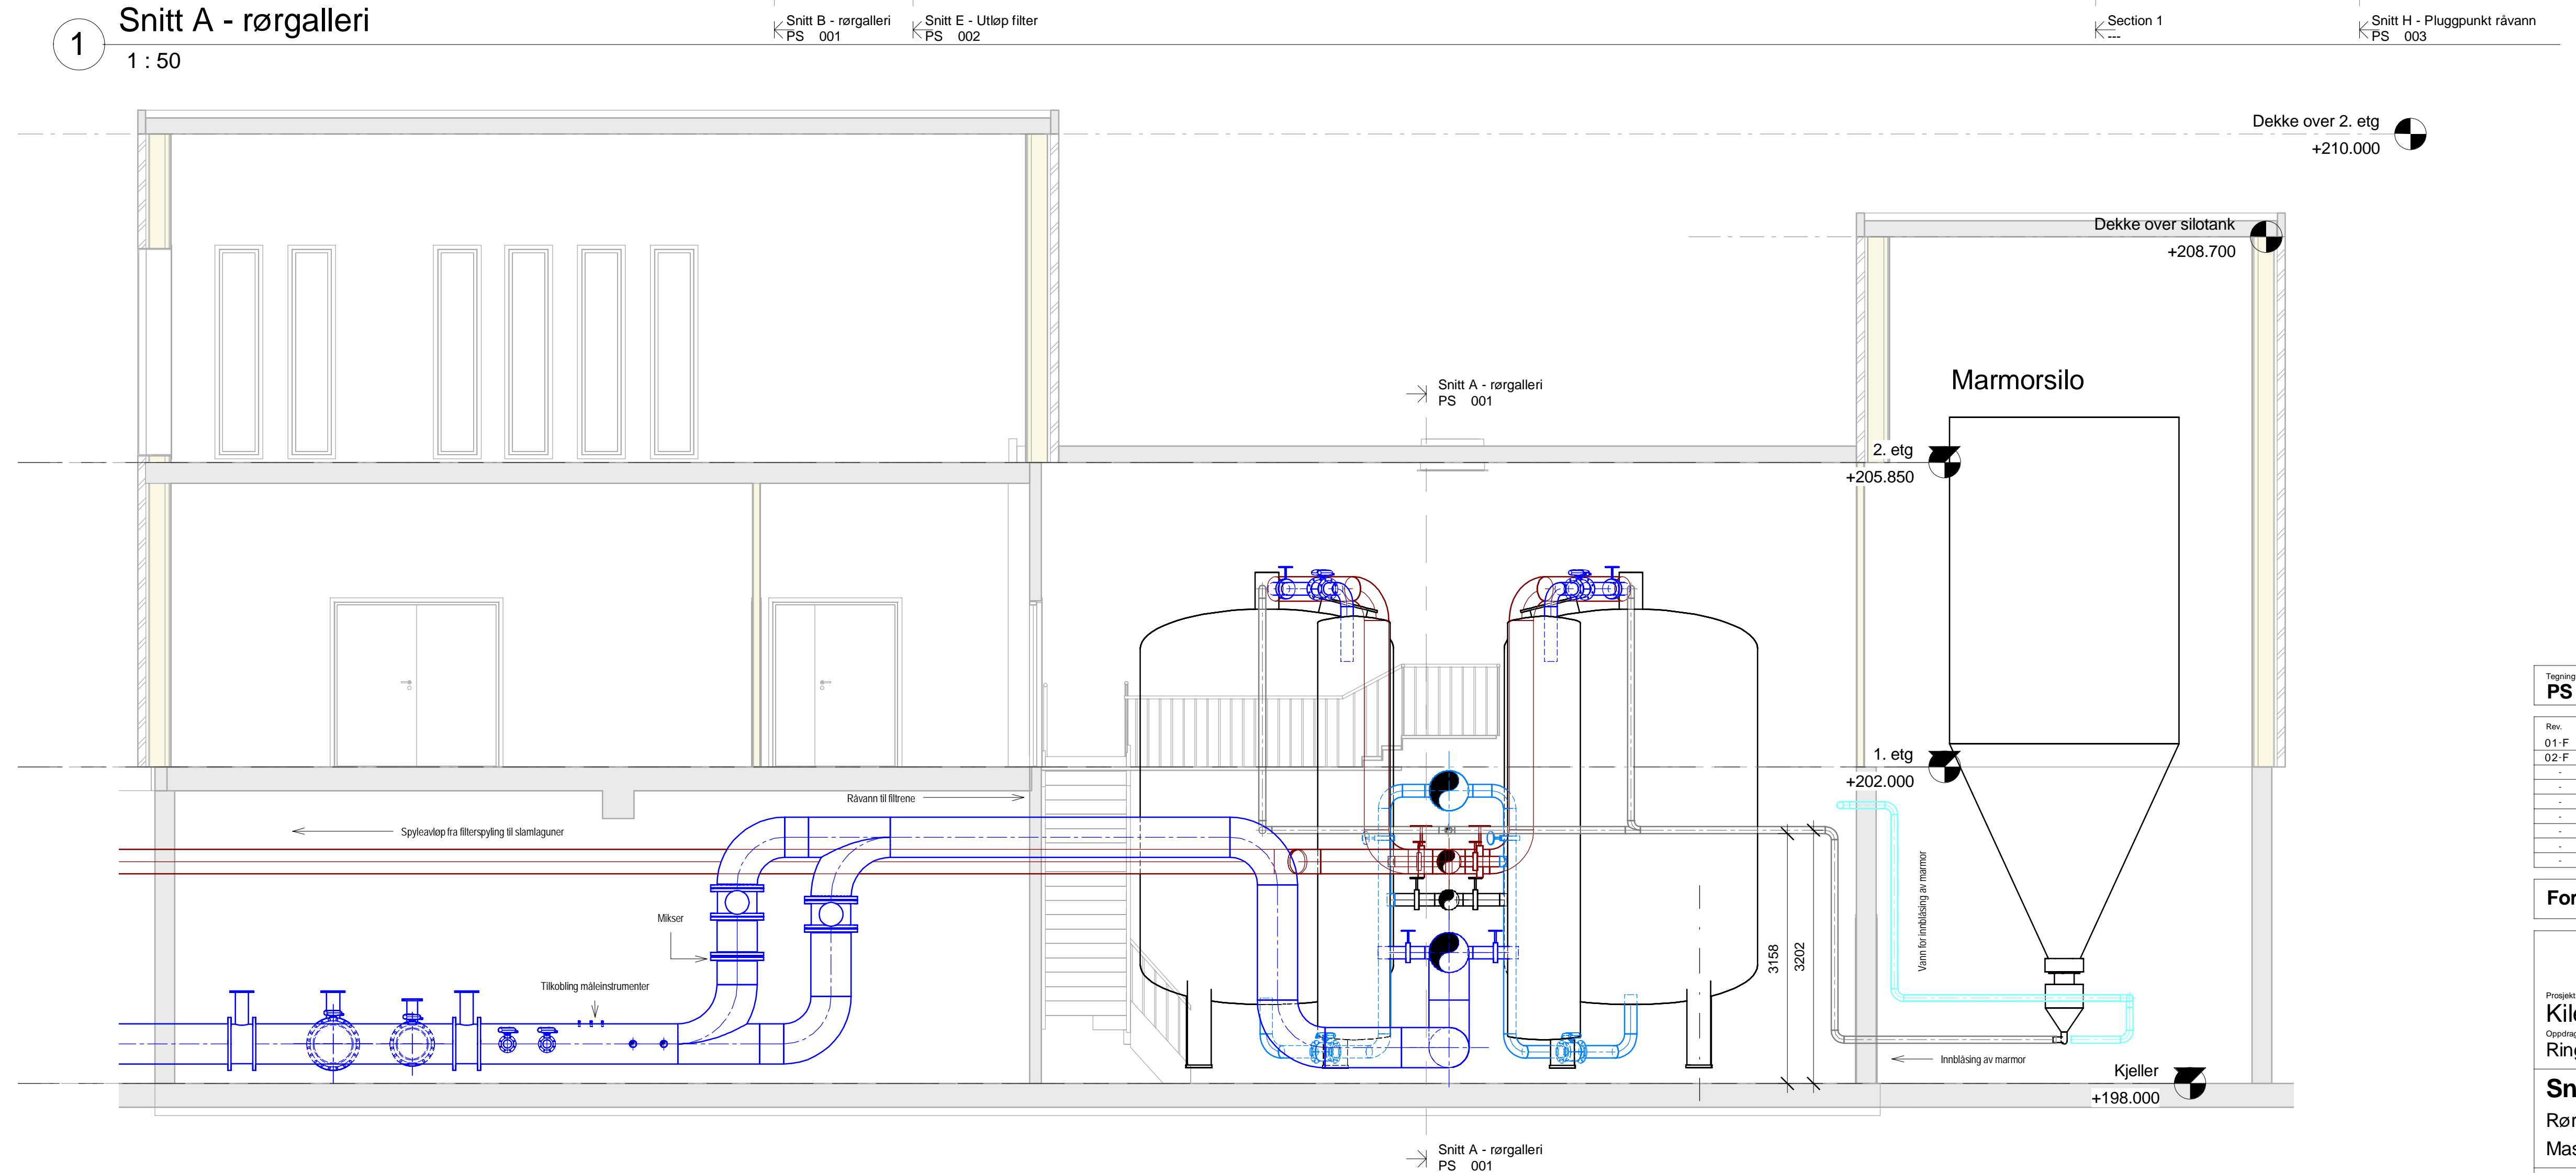 1
Snitt A - rørgalleri
1 : 50
Snitt B - rørgalleri
PS 001
Snitt E - Utløp filter
PS 002
Section 1
---
Snitt H - Pluggpunkt råvann
PS 003
Dekke over 2. etg
+210.000
Dekke over silotank
+208.700
Marmorsilo
Snitt A - rørgalleri
PS 001
2. etg
+205.850
1. etg
+202.000
Råvann til filtrene
Spyleavløp fra filterspyling til slamlaguner
Mikser
Tilkobling måleinstrumenter
3158
3202
Vann for innblåsing av marmor
Innblåsing av marmor
Kjeller
+198.000
Snitt A - rørgalleri
PS 001
Tegning
PS
Rev.
01-F
02-F
-
-
-
-
-
-
-
For
Prosjekt
Oppdrag
Ring
Sn
Rør
Mas